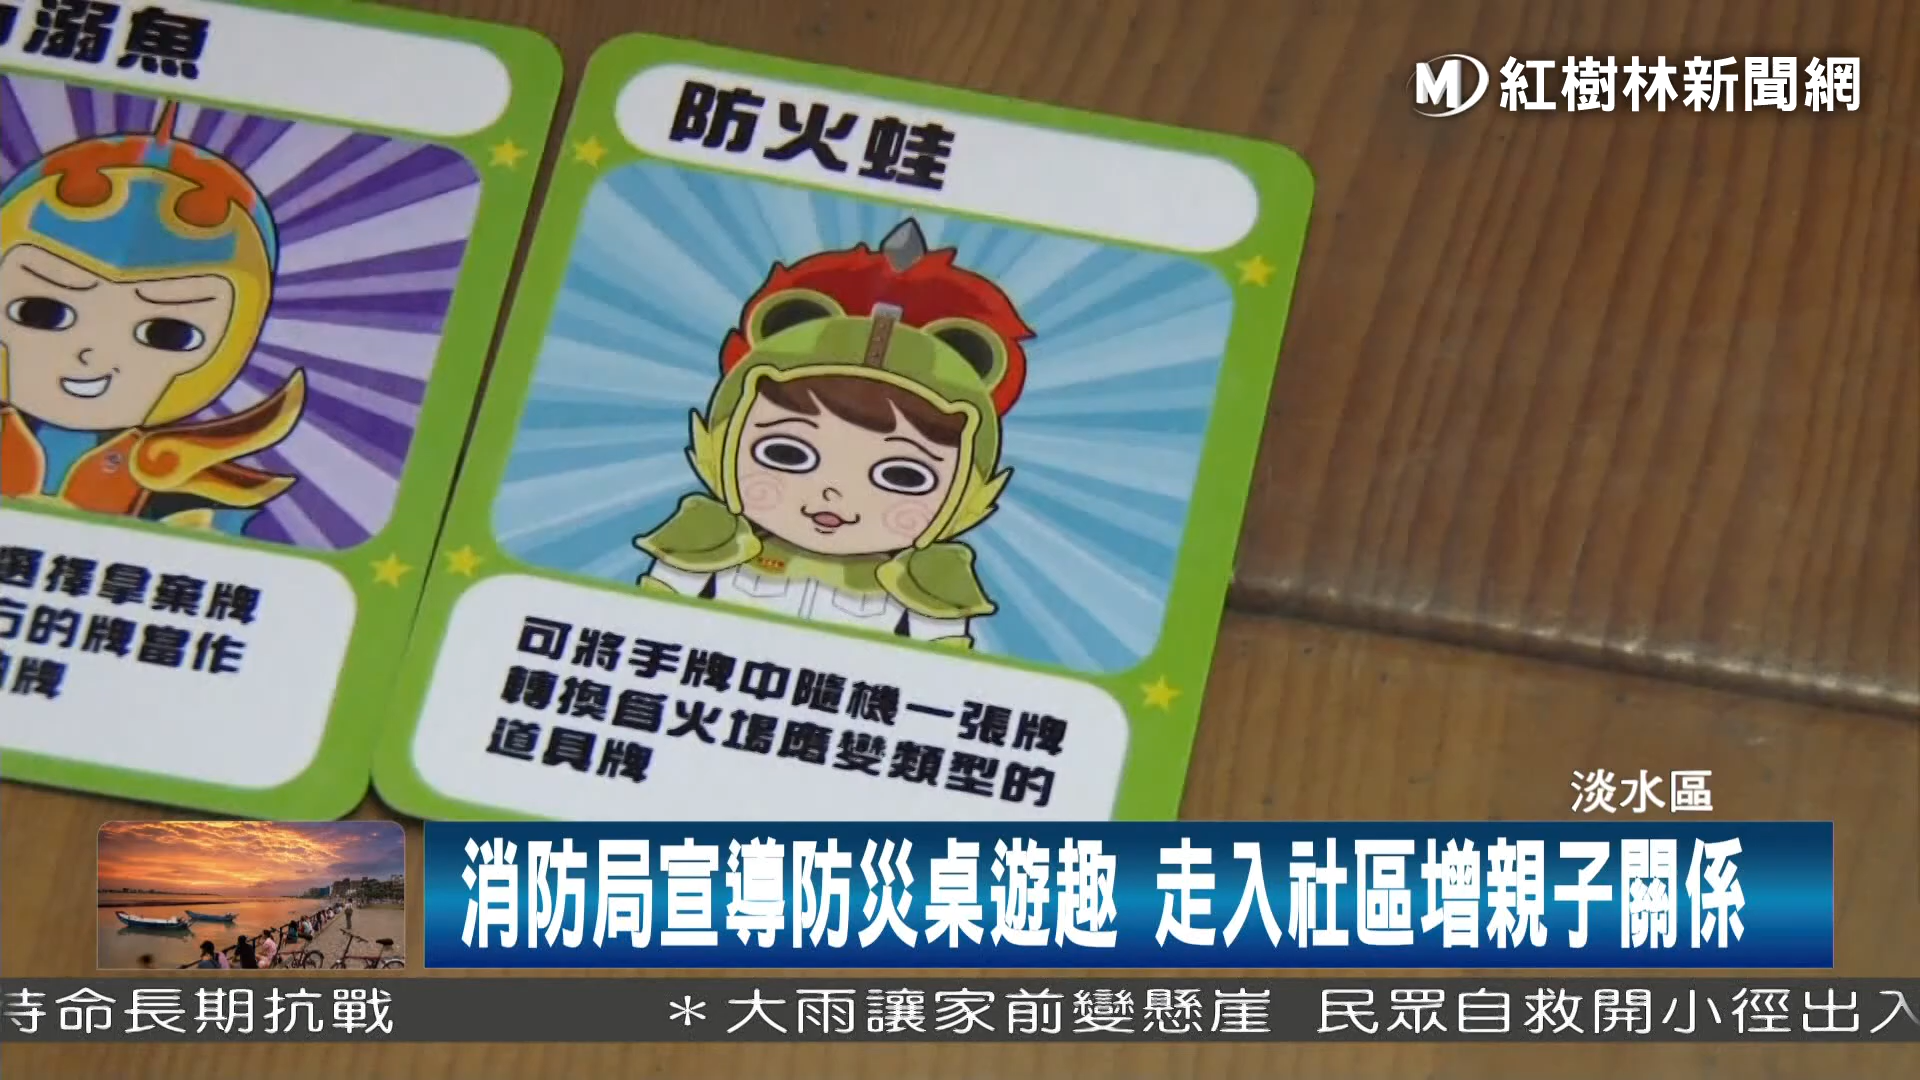 溺魚
防火蛙
選擇拿棄牌
方的牌當作
牌
可將手牌中隨機一張牌
轉換為火場應變類型的
道具牌
M 紅樹林新聞網
淡水區
消防局宣導防災桌遊趣 走入社區增親子關係
待命長期抗戰 *大雨讓家前變懸崖 民眾自救開小徑出入